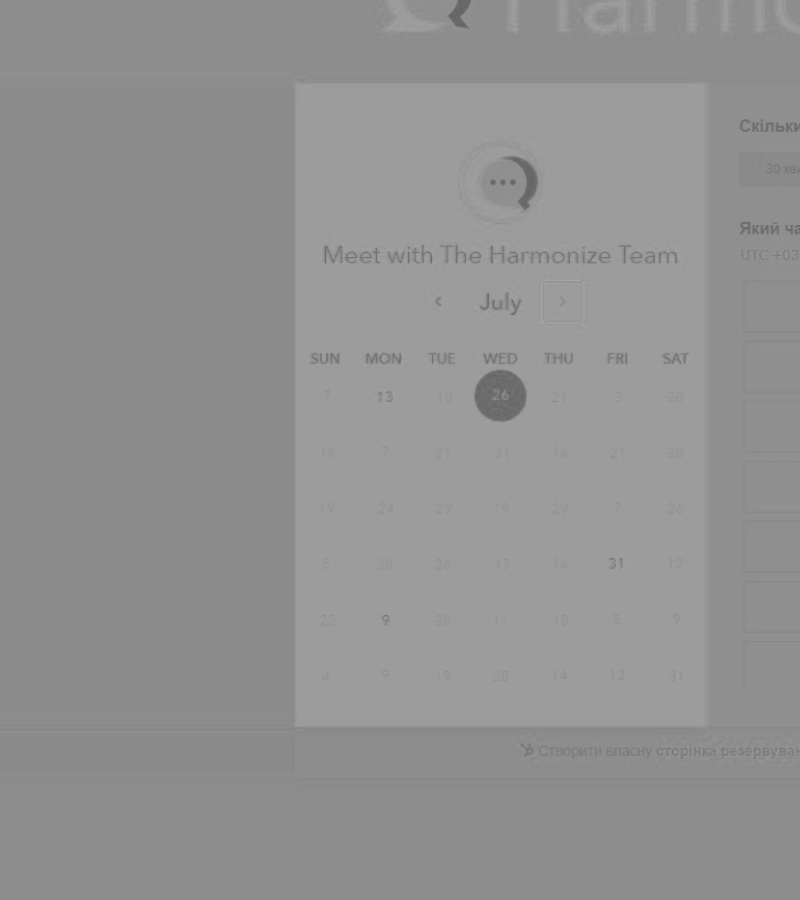 Harmo
Meet with The Harmonize Team
July
SUN MON TUE WED THU FRI SAT
7 13 10 26 21 3 28
16 7 21 31 16 21 28
19 24 29 19 29 7 26
5 28 26 17 16 31 12
22 9 28 11 10 5 9
4 9 19 28 14 12 31
Скільки
30 хви
Який ча
UTC +03
Створити власну сторінка резервуван